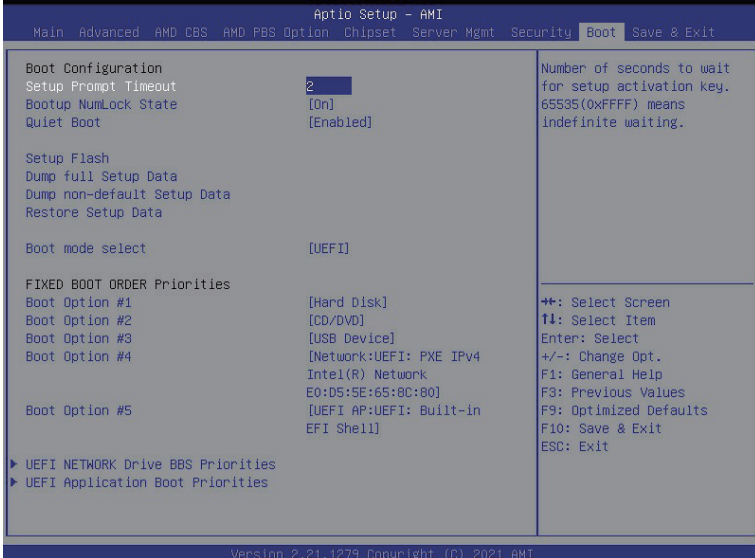 Aptio Setup – AMI
Main Advanced AMD CBS AMD PBS Option Chipset Server Mgmt Security Boot Save & Exit
Boot Configuration
Setup Prompt Timeout 2
Bootup NumLock State [On]
Quiet Boot [Enabled]
Setup Flash
Dump full Setup Data
Dump non-default Setup Data
Restore Setup Data
Boot mode select [UEFI]
FIXED BOOT ORDER Priorities
Boot Option #1 [Hard Disk]
Boot Option #2 [CD/DVD]
Boot Option #3 [USB Device]
Boot Option #4 [Network:UEFI: PXE IPv4
Intel(R) Network
E0:D5:5E:65:8C:80]
Boot Option #5 [UEFI AP:UEFI: Built-in
EFI Shell]
UEFI NETWORK Drive BBS Priorities
UEFI Application Boot Priorities
Number of seconds to wait
for setup activation key.
65535(0xFFFF) means
indefinite waiting.
→←: Select Screen
↑↓: Select Item
Enter: Select
+/-: Change Opt.
F1: General Help
F3: Previous Values
F9: Optimized Defaults
F10: Save & Exit
ESC: Exit
Version 2.21.1279 Copyright (C) 2021 AMI